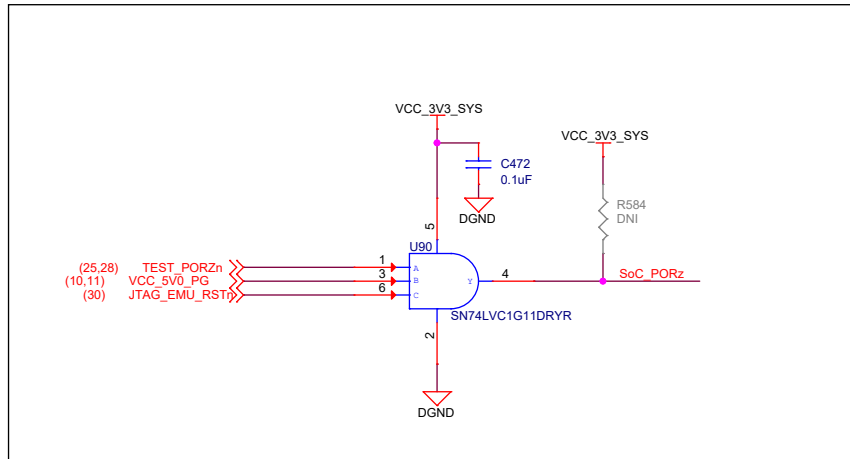 VCC_3V3_SYS
VCC_3V3_SYS
C472
0.1uF
R584
DNI
DGND
5
U90
(25,28) TEST_PORZn 1 A
(10,11) VCC_5V0_PG 3 B Y 4 SoC_PORz
(30) JTAG_EMU_RSTn 6 C
SN74LVC1G11DRYR
2
DGND